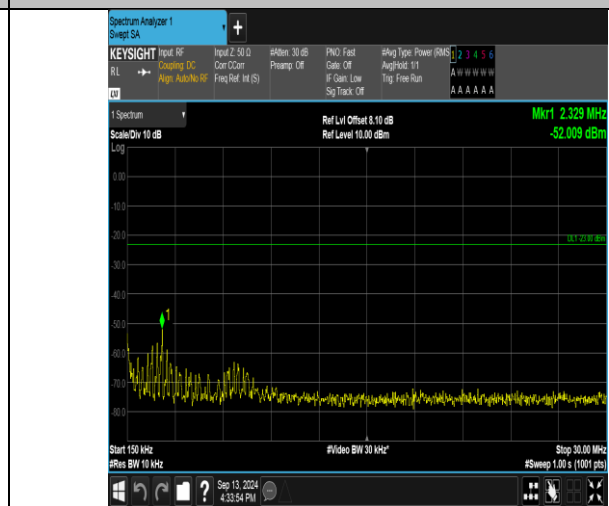 Spectrum Analyzer 1
Swept SA
+
KEYSIGHT
RL
Input: RF
Coupling: DC
Align: Auto/No RF
Input Z: 50 Ω
Corr CCorr
Freq Ref: Int (S)
#Atten: 30 dB
Preamp: Off
PNO: Fast
Gate: Off
IF Gain: Low
Sig Track: Off
#Avg Type: Power (RMS
Avg|Hold: 1/1
Trig: Free Run
1 2 3 4 5 6
A W W W W W
A A A A A A
1 Spectrum
Scale/Div 10 dB
Log
Ref Lvl Offset 8.10 dB
Ref Level 10.00 dBm
Mkr1 2.329 MHz
-52.009 dBm
0.00
-10.0
-20.0
DL1 -23.00 dBm
-30.0
-40.0
-50.0
1
-60.0
-70.0
-80.0
Start 150 kHz
#Video BW 30 kHz*
Stop 30.00 MHz
#Res BW 10 kHz
#Sweep 1.00 s (1001 pts)
?
Sep 13, 2024
4:33:54 PM